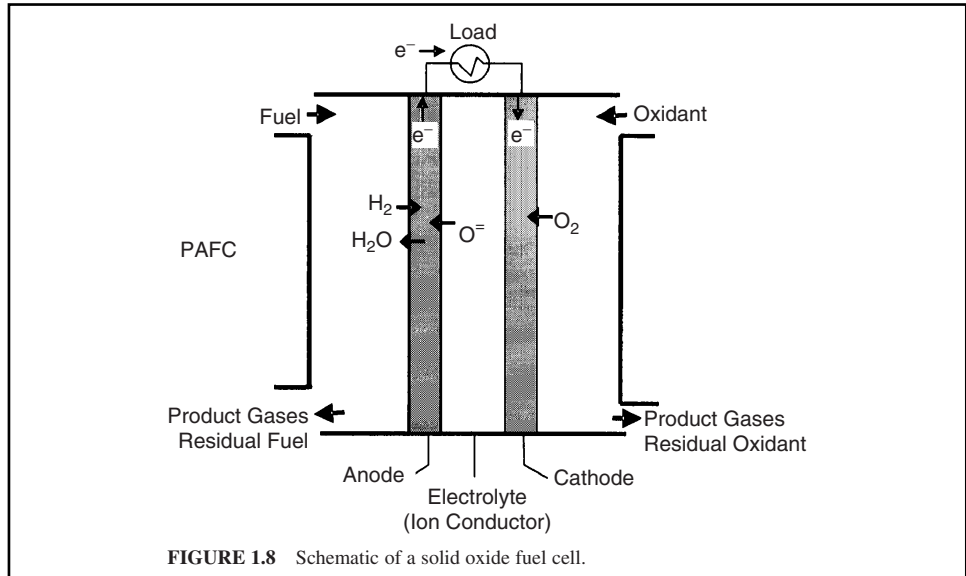 Load
e⁻
Fuel
Oxidant
e⁻
e⁻
H₂
O₂
O⁼
H₂O
PAFC
Product Gases
Residual Fuel
Product Gases
Residual Oxidant
Anode
Cathode
Electrolyte
(Ion Conductor)
FIGURE 1.8 Schematic of a solid oxide fuel cell.